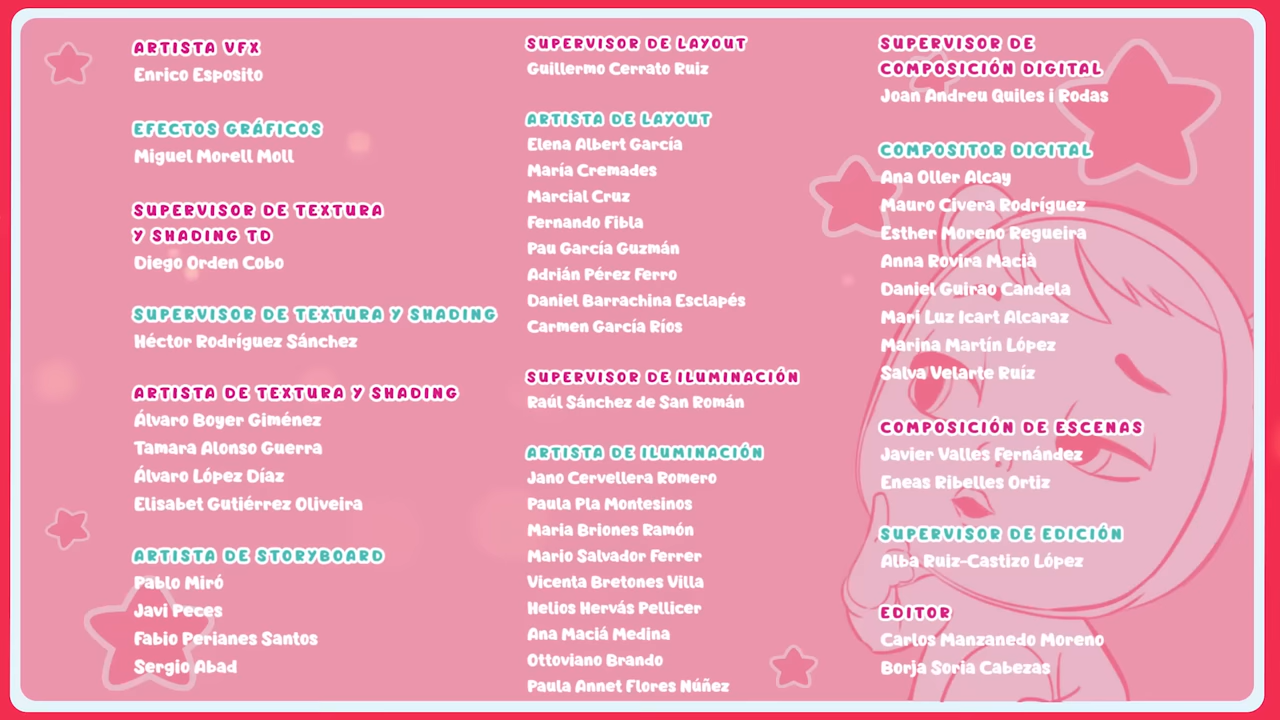 ARTISTA VFX
Enrico Esposito
EFECTOS GRÁFICOS
Miguel Morell Moll
SUPERVISOR DE TEXTURA
Y SHADING TD
Diego Orden Cobo
SUPERVISOR DE TEXTURA Y SHADING
Héctor Rodríguez Sánchez
ARTISTA DE TEXTURA Y SHADING
Álvaro Boyer Giménez
Tamara Alonso Guerra
Álvaro López Díaz
Elisabet Gutiérrez Oliveira
ARTISTA DE STORYBOARD
Pablo Miró
Javi Peces
Fabio Perianes Santos
Sergio Abad
SUPERVISOR DE LAYOUT
Guillermo Cerrato Ruiz
ARTISTA DE LAYOUT
Elena Albert García
María Cremades
Marcial Cruz
Fernando Fibla
Pau García Guzmán
Adrián Pérez Ferro
Daniel Barrachina Esclapés
Carmen García Ríos
SUPERVISOR DE ILUMINACIÓN
Raúl Sánchez de San Román
ARTISTA DE ILUMINACIÓN
Jano Cervellera Romero
Paula Pla Montesinos
Maria Briones Ramón
Mario Salvador Ferrer
Vicenta Bretones Villa
Helios Hervás Pellicer
Ana Maciá Medina
Ottoviano Brando
Paula Annet Flores Núñez
SUPERVISOR DE
COMPOSICIÓN DIGITAL
Joan Andreu Quiles i Rodas
COMPOSITOR DIGITAL
Ana Oller Alcay
Mauro Civera Rodríguez
Esther Moreno Regueira
Anna Rovira Macià
Daniel Guirao Candela
Mari Luz Icart Alcaraz
Marina Martín López
Salva Velarte Ruíz
COMPOSICIÓN DE ESCENAS
Javier Valles Fernández
Eneas Ribelles Ortiz
SUPERVISOR DE EDICIÓN
Alba Ruiz-Castizo López
EDITOR
Carlos Manzanedo Moreno
Borja Soria Cabezas